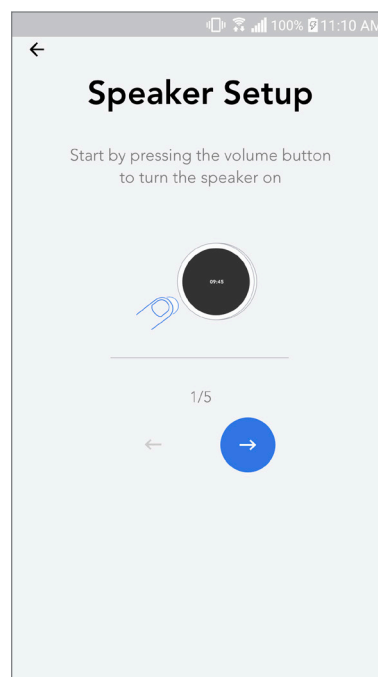 100% 11:10 AM
Speaker Setup
Start by pressing the volume button
to turn the speaker on
09:45
1/5